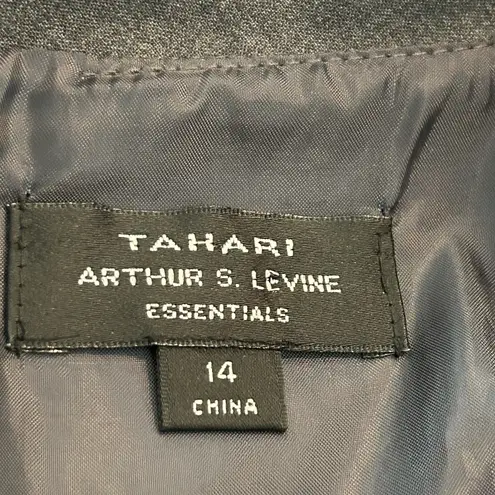 TAHARI
ARTHUR S. LEVINE
ESSENTIALS
14
CHINA